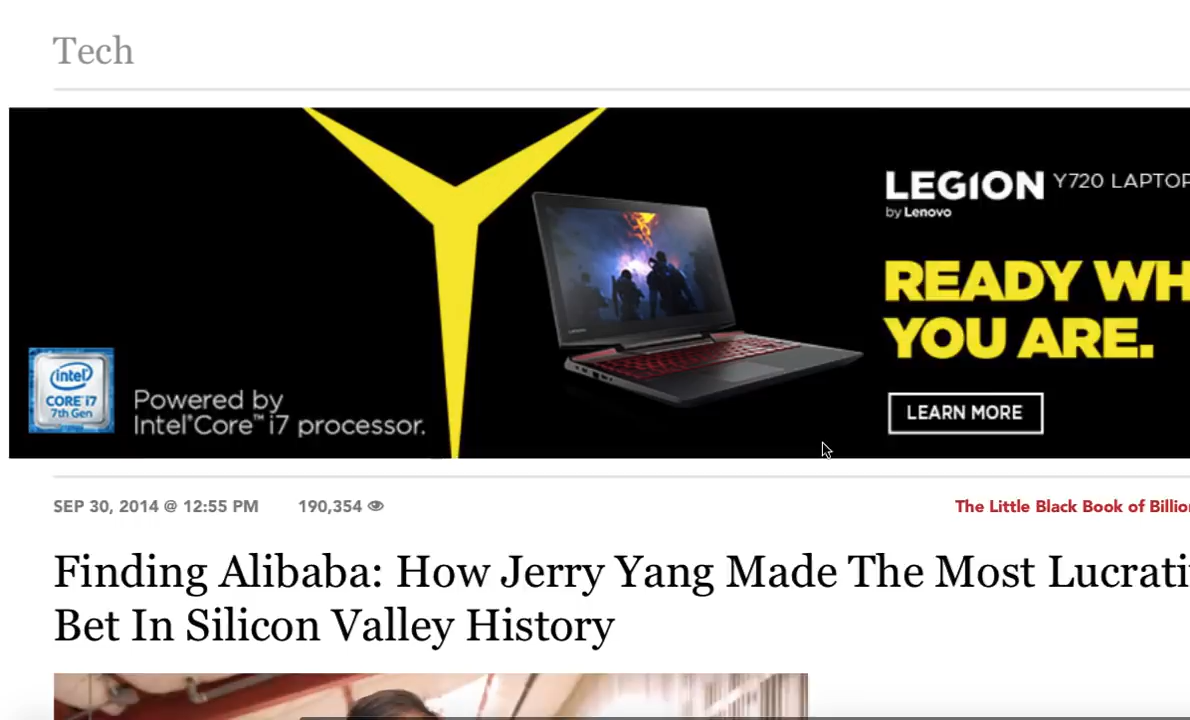 Tech
LEGION Y720 LAPTOP
by Lenovo
READY WH
YOU ARE.
LEARN MORE
intel
CORE i7
7th Gen
Powered by
Intel®Core™ i7 processor.
SEP 30, 2014 @ 12:55 PM 190,354
The Little Black Book of Billio
Finding Alibaba: How Jerry Yang Made The Most Lucrati
Bet In Silicon Valley History